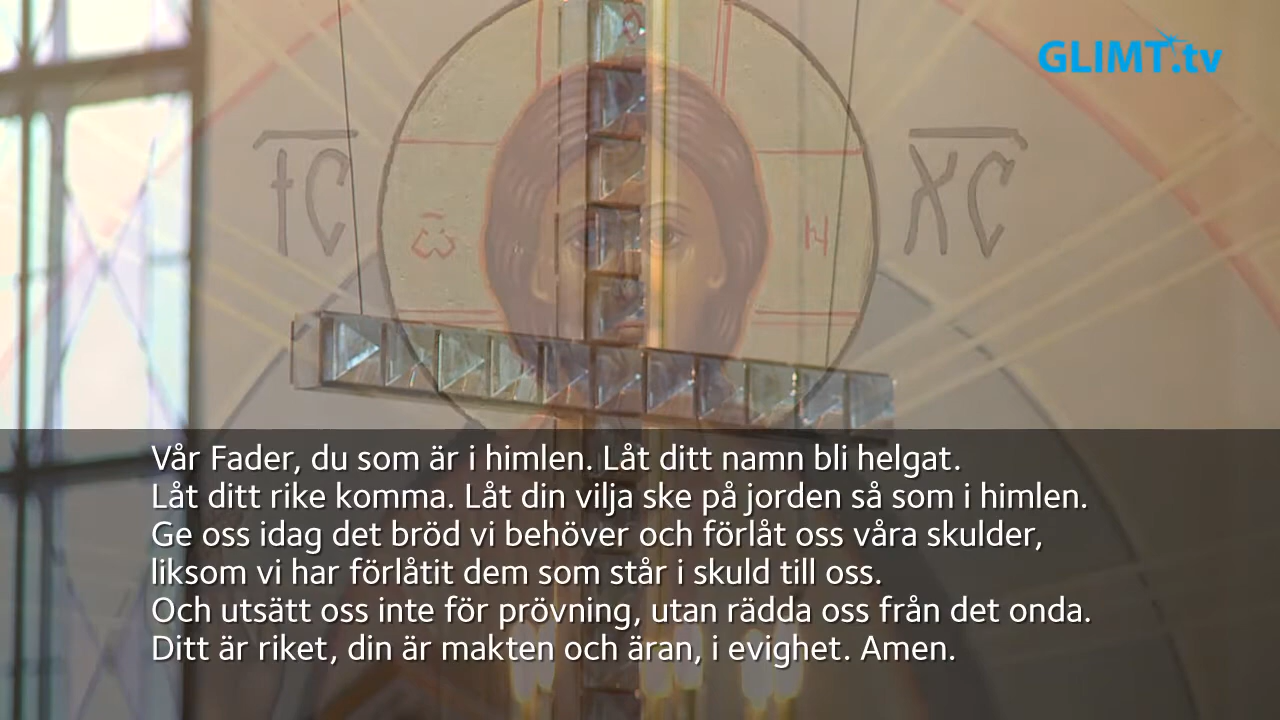 GLIMT.tv
IC XC
ω Н
Vår Fader, du som är i himlen. Låt ditt namn bli helgat.
Låt ditt rike komma. Låt din vilja ske på jorden så som i himlen.
Ge oss idag det bröd vi behöver och förlåt oss våra skulder,
liksom vi har förlåtit dem som står i skuld till oss.
Och utsätt oss inte för prövning, utan rädda oss från det onda.
Ditt är riket, din är makten och äran, i evighet. Amen.